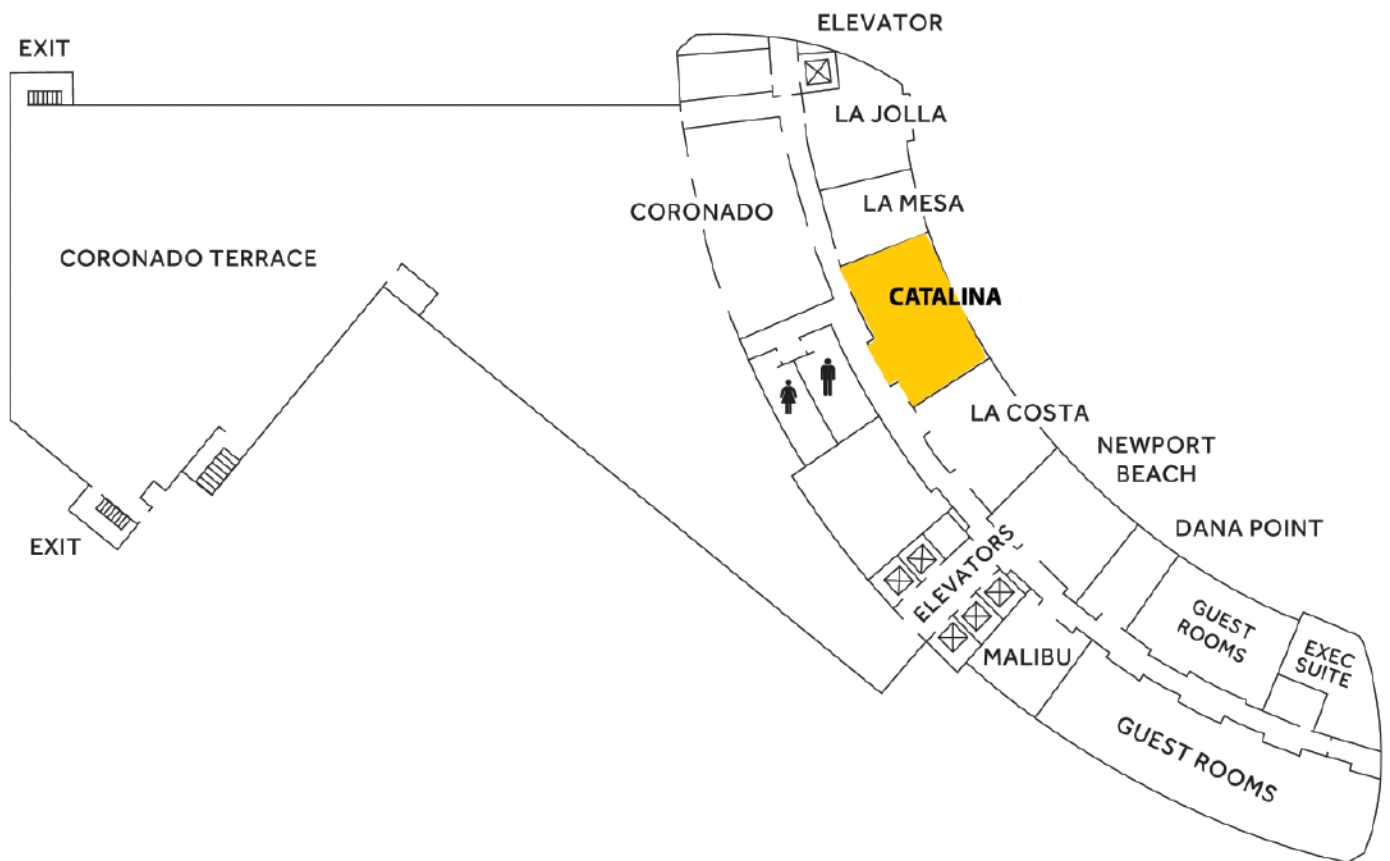 ELEVATOR
EXIT
LA JOLLA
LA MESA
CORONADO
CORONADO TERRACE
CATALINA
LA COSTA
NEWPORT
BEACH
DANA POINT
EXIT
ELEVATORS
GUEST
ROOMS
EXEC
SUITE
MALIBU
GUEST ROOMS